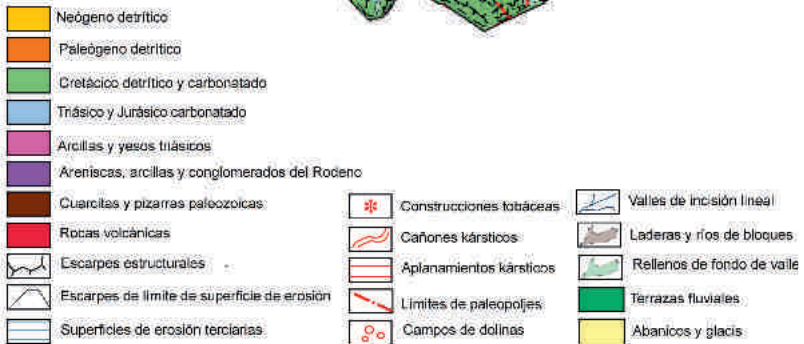 Neógeno detrítico
Paleógeno detrítico
Cretácico detrítico y carbonatado
Triásico y Jurásico carbonatado
Arcillas y yesos triásicos
Areniscas, arcillas y conglomerados del Rodeno
Cuarcitas y pizarras paleozoicas
Rocas volcánicas
Escarpes estructurales
Escarpes de límite de superficie de erosión
Superficies de erosión terciarias
Construcciones tobáceas
Cañones kársticos
Aplanamientos kársticos
Límites de paleopoljes
Campos de dolinas
Valles de incisión lineal
Laderas y ríos de bloques
Rellenos de fondo de valle
Terrazas fluviales
Abanicos y glacis